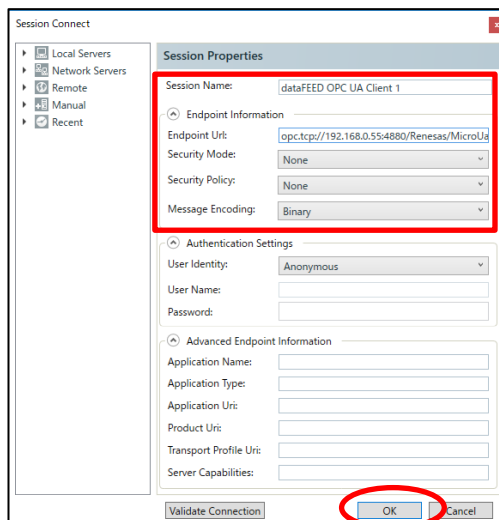 Session Connect
x
Local Servers
Network Servers
Remote
Manual
Recent
Session Properties
Session Name: dataFEED OPC UA Client 1
Endpoint Information
Endpoint Url: opc.tcp://192.168.0.55:4880/Renesas/MicroUa
Security Mode: None
Security Policy: None
Message Encoding: Binary
Authentication Settings
User Identity: Anonymous
User Name:
Password:
Advanced Endpoint Information
Application Name:
Application Type:
Application Uri:
Product Uri:
Transport Profile Uri:
Server Capabilities:
Validate Connection OK Cancel